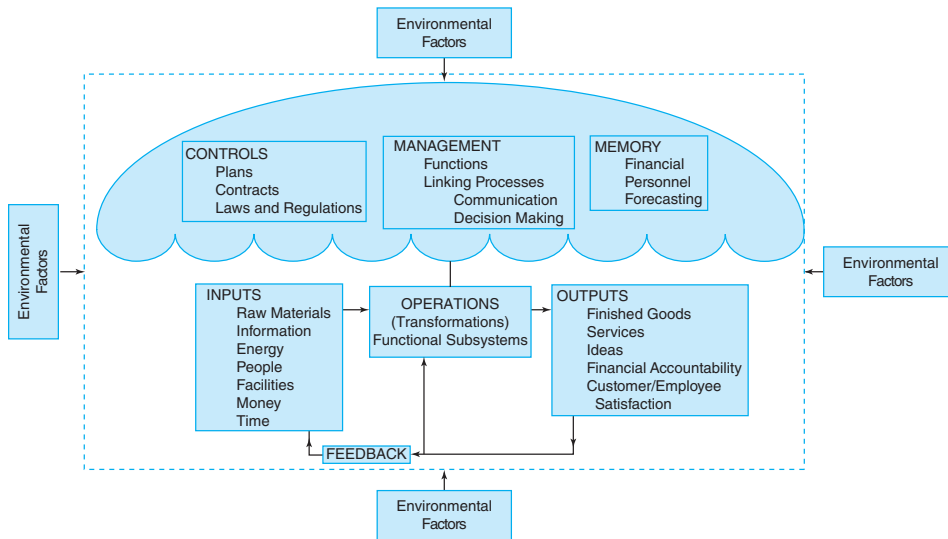 Environmental
Factors
CONTROLS
Plans
Contracts
Laws and Regulations
MANAGEMENT
Functions
Linking Processes
Communication
Decision Making
MEMORY
Financial
Personnel
Forecasting
Environmental
Factors
Environmental
Factors
INPUTS
Raw Materials
Information
Energy
People
Facilities
Money
Time
OPERATIONS
(Transformations)
Functional Subsystems
OUTPUTS
Finished Goods
Services
Ideas
Financial Accountability
Customer/Employee
Satisfaction
FEEDBACK
Environmental
Factors